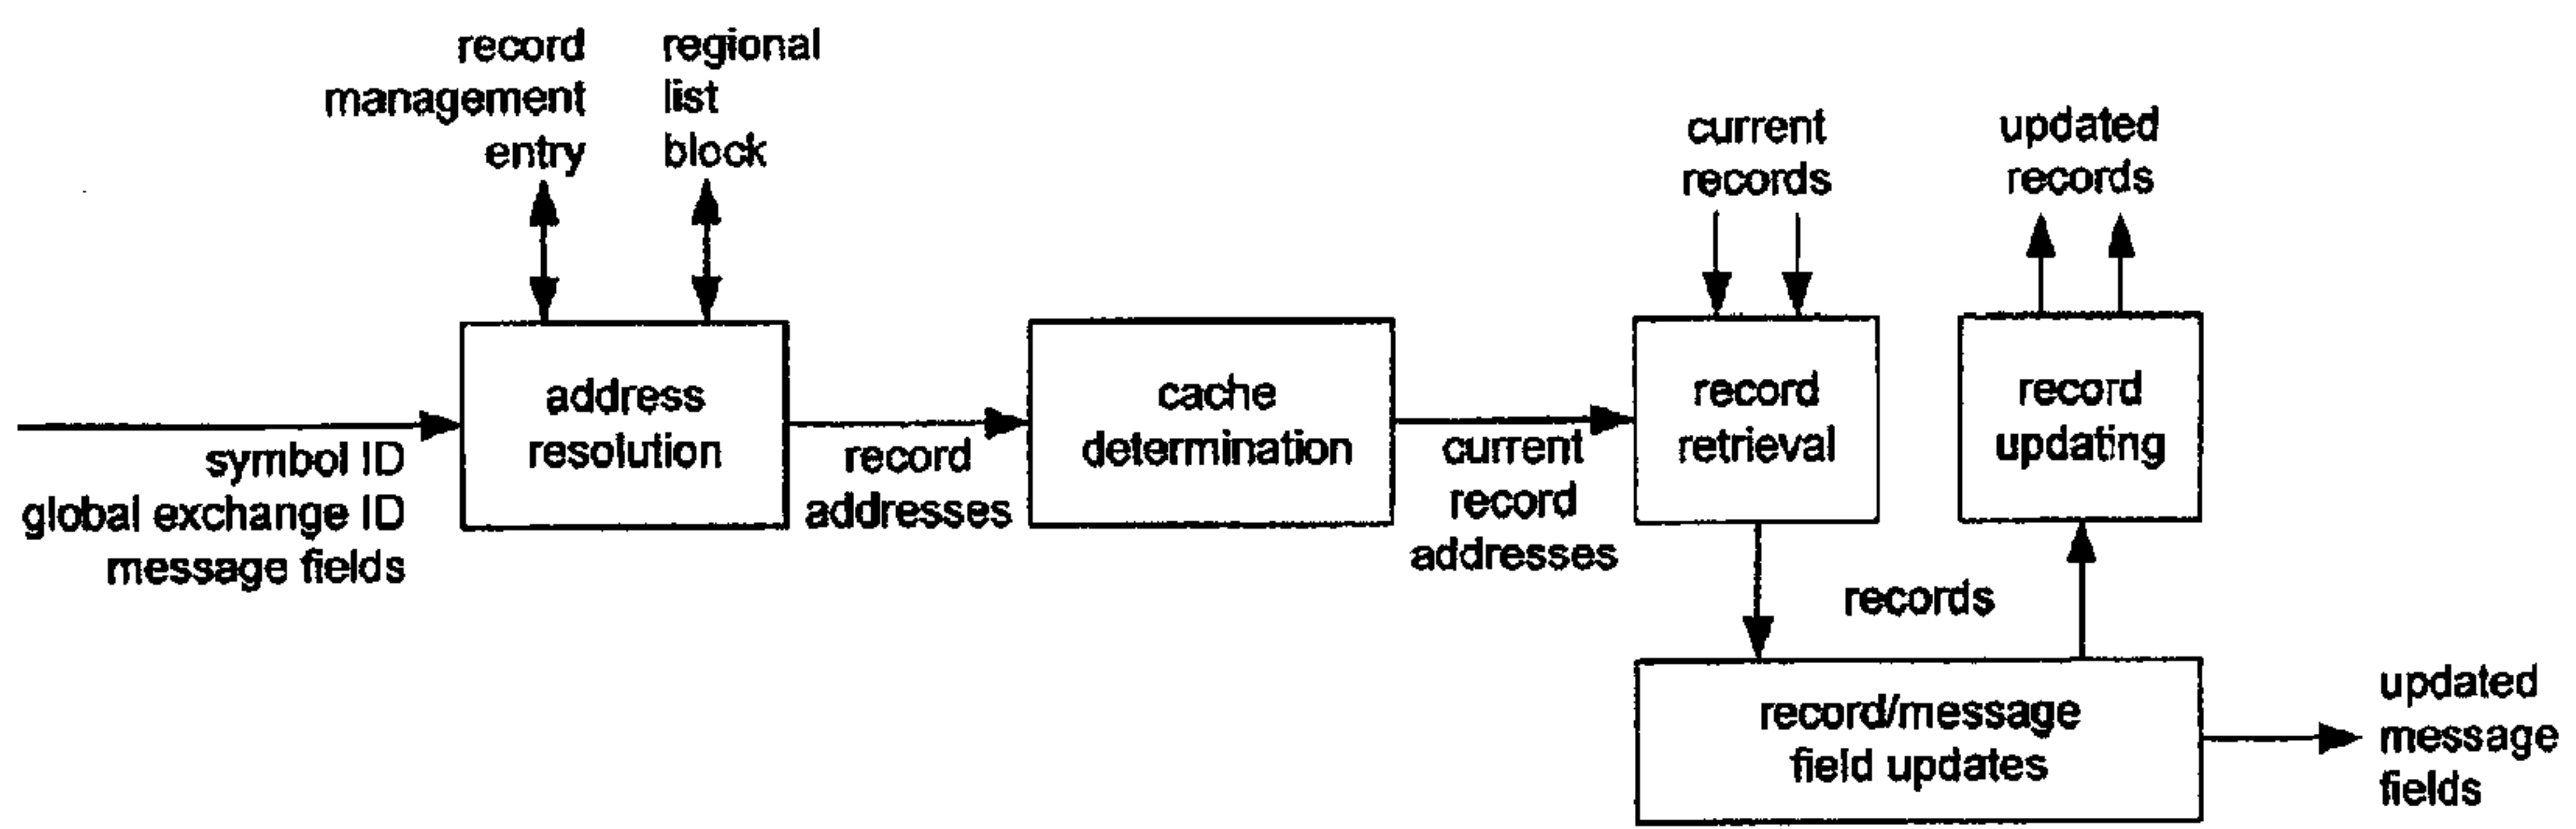 record
management
entry
regional
list
block
current
records
updated
records
address
resolution
cache
determination
record
retrieval
record
updating
symbol ID
global exchange ID
message fields
record
addresses
current
record
addresses
records
record/message
field updates
updated
message
fields